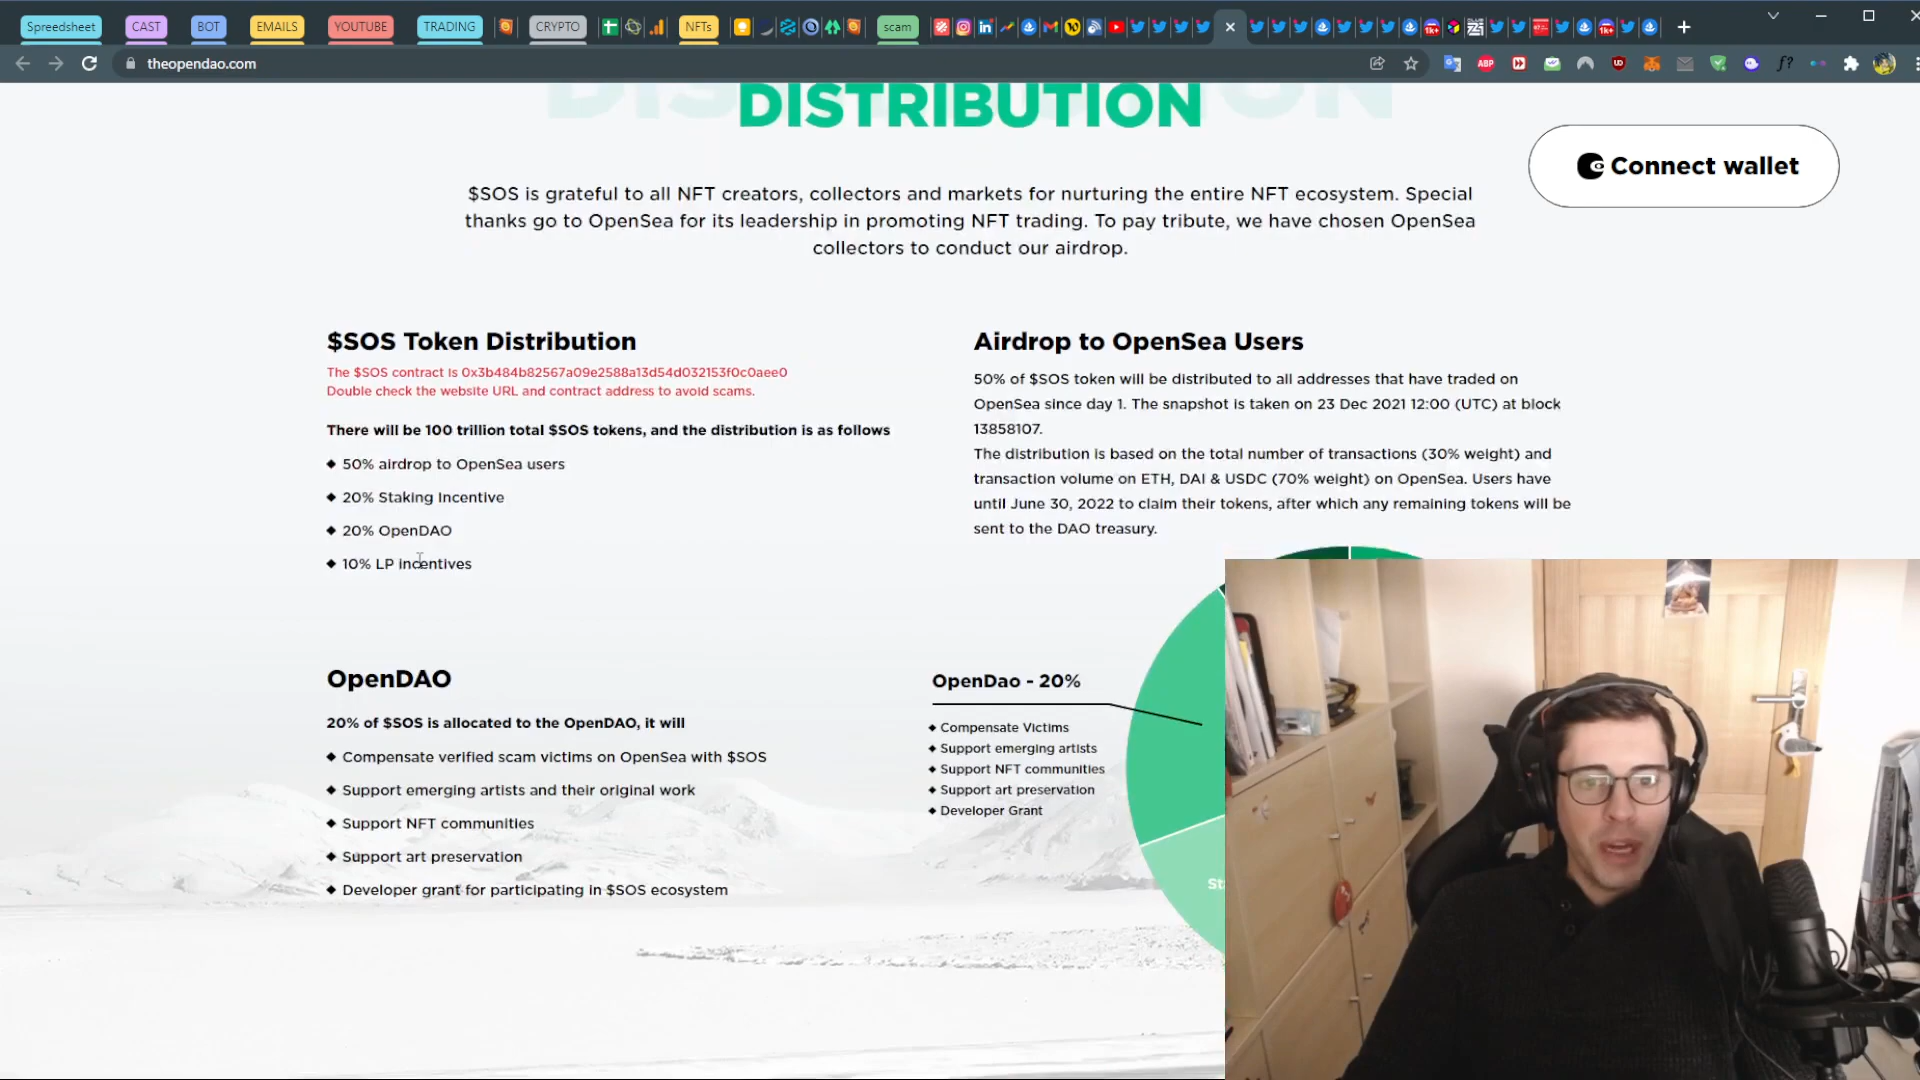 Spreedsheet CAST BOT EMAILS YOUTUBE TRADING CRYPTO NFTs scam
theopendao.com
DISTRIBUTION
Connect wallet
$SOS is grateful to all NFT creators, collectors and markets for nurturing the entire NFT ecosystem. Special
thanks go to OpenSea for its leadership in promoting NFT trading. To pay tribute, we have chosen OpenSea
collectors to conduct our airdrop.
$SOS Token Distribution
The $SOS contract is 0x3b484b82567a09e2588a13d54d032153f0c0aee0
Double check the website URL and contract address to avoid scams.
There will be 100 trillion total $SOS tokens, and the distribution is as follows
50% airdrop to OpenSea users
20% Staking Incentive
20% OpenDAO
10% LP incentives
Airdrop to OpenSea Users
50% of $SOS token will be distributed to all addresses that have traded on
OpenSea since day 1. The snapshot is taken on 23 Dec 2021 12:00 (UTC) at block
13858107.
The distribution is based on the total number of transactions (30% weight) and
transaction volume on ETH, DAI & USDC (70% weight) on OpenSea. Users have
until June 30, 2022 to claim their tokens, after which any remaining tokens will be
sent to the DAO treasury.
OpenDAO
20% of $SOS is allocated to the OpenDAO, it will
Compensate verified scam victims on OpenSea with $SOS
Support emerging artists and their original work
Support NFT communities
Support art preservation
Developer grant for participating in $SOS ecosystem
OpenDao - 20%
Compensate Victims
Support emerging artists
Support NFT communities
Support art preservation
Developer Grant
St